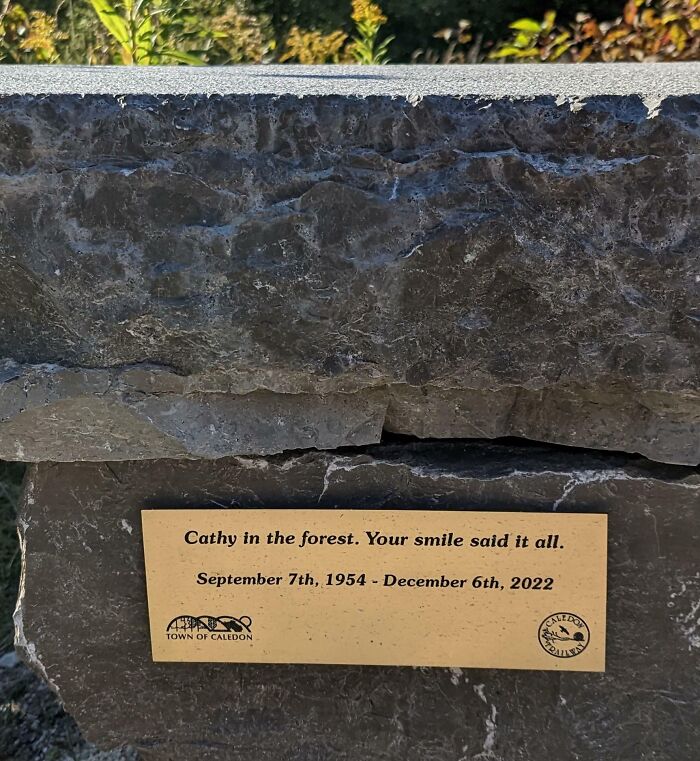 Cathy in the forest. Your smile said it all.
September 7th, 1954 - December 6th, 2022
TOWN OF CALEDON
CALEDON
TRAILWAY